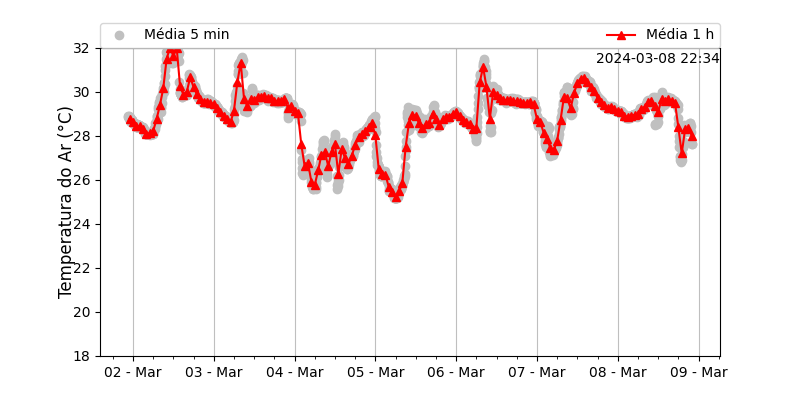 Média 5 min
Média 1 h
2024-03-08 22:34
Temperatura do Ar (°C)
32
30
28
26
24
22
20
18
02 - Mar
03 - Mar
04 - Mar
05 - Mar
06 - Mar
07 - Mar
08 - Mar
09 - Mar